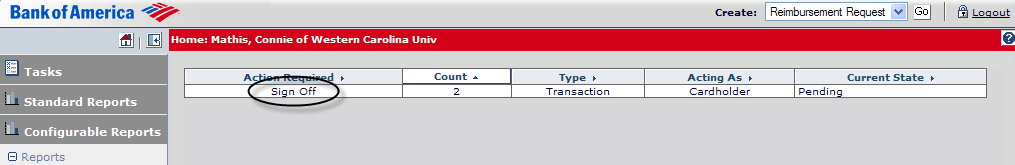 Bank of America Create: Reimbursement Request Go Logout
Home: Mathis, Connie of Western Carolina Univ ?
Tasks
Standard Reports
Configurable Reports
Reports
Action Required Count Type Acting As Current State
Sign Off 2 Transaction Cardholder Pending